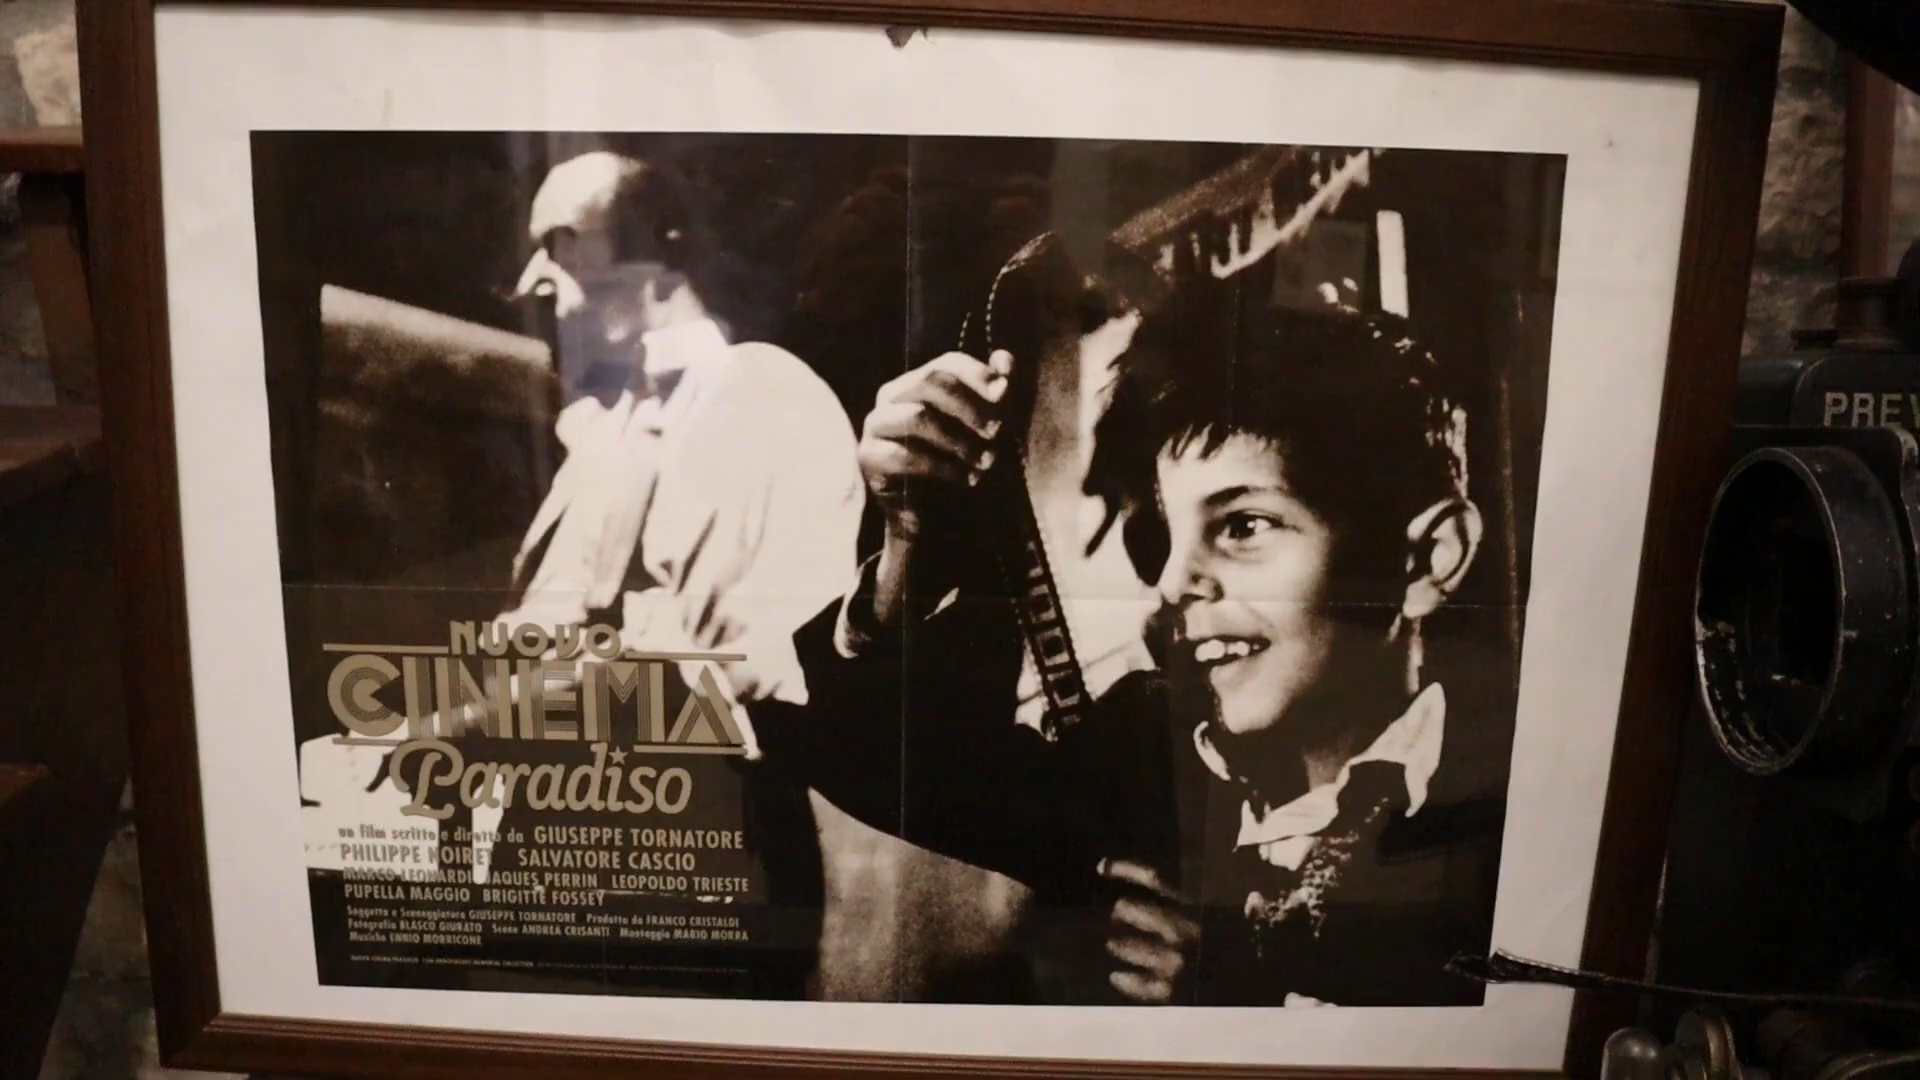 NUOVO
CINEMA
Paradiso
un film scritto e diretto da GIUSEPPE TORNATORE
PHILIPPE NOIRET SALVATORE CASCIO
MARCO LEONARDI JAQUES PERRIN LEOPOLDO TRIESTE
PUPELLA MAGGIO BRIGITTE FOSSEY
Soggetto e Sceneggiatura GIUSEPPE TORNATORE Prodotto da FRANCO CRISTALDI
Fotografia BLASCO GIURATO Scene ANDREA CRISANTI Montaggio MARIO MORRA
Musiche ENNIO MORRICONE
PREV